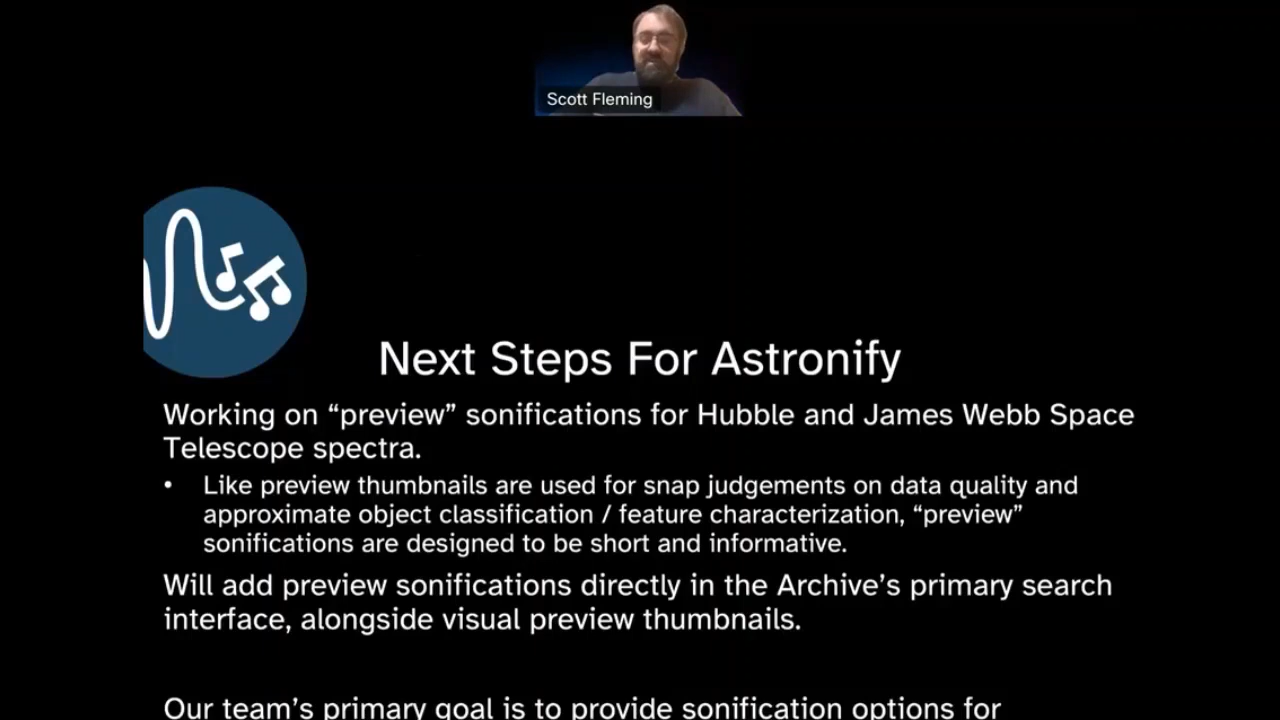 Scott Fleming
Next Steps For Astronify
Working on “preview” sonifications for Hubble and James Webb Space
Telescope spectra.
• Like preview thumbnails are used for snap judgements on data quality and
approximate object classification / feature characterization, “preview”
sonifications are designed to be short and informative.
Will add preview sonifications directly in the Archive’s primary search
interface, alongside visual preview thumbnails.
Our team’s primary goal is to provide sonification options for